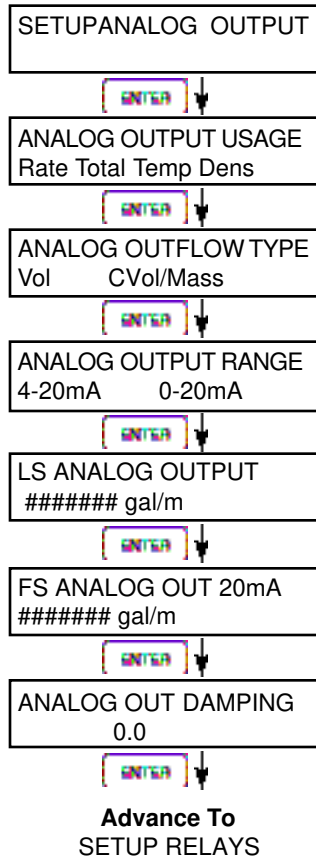 SETUPANALOG OUTPUT
ENTER
ANALOG OUTPUT USAGE
Rate Total Temp Dens
ENTER
ANALOG OUTFLOW TYPE
Vol CVol/Mass
ENTER
ANALOG OUTPUT RANGE
4-20mA 0-20mA
ENTER
LS ANALOG OUTPUT
####### gal/m
ENTER
FS ANALOG OUT 20mA
####### gal/m
ENTER
ANALOG OUT DAMPING
0.0
ENTER
Advance To
SETUP RELAYS